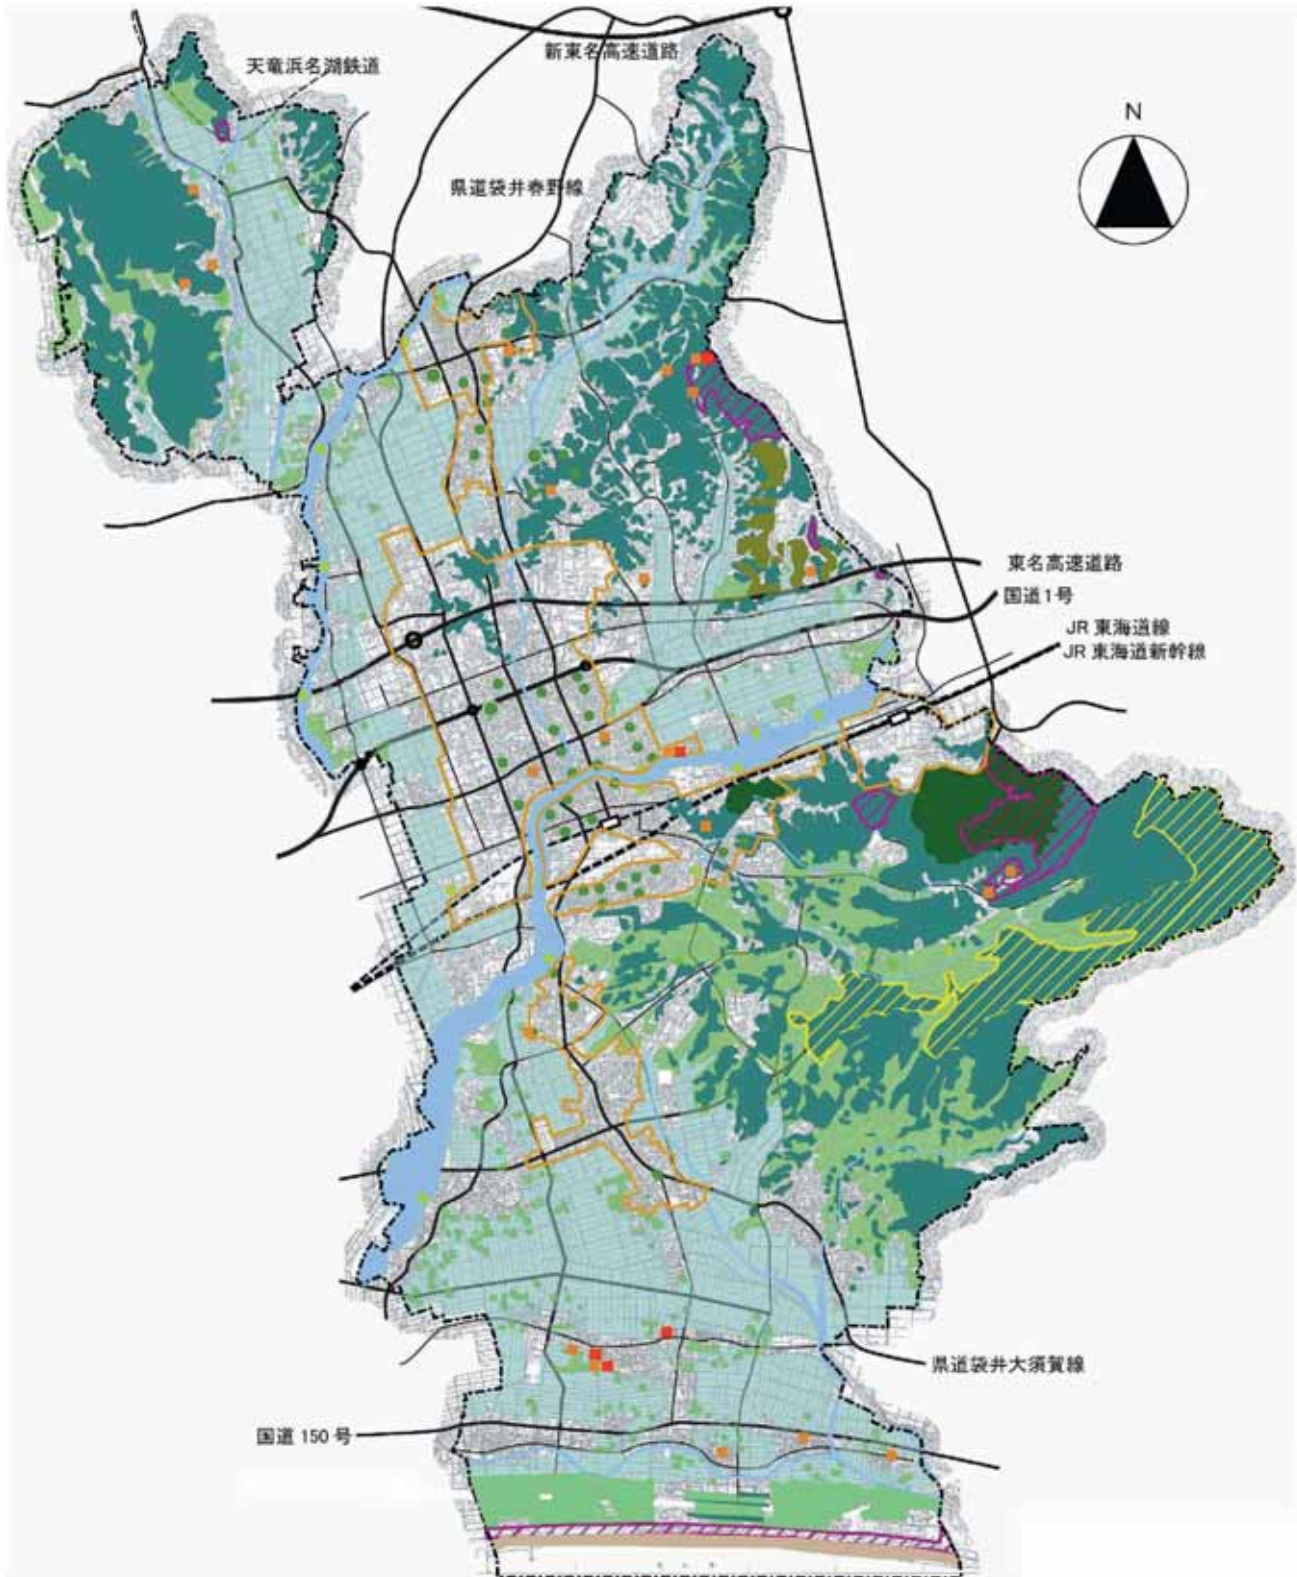 新東名高速道路
天竜浜名湖鉄道
N
県道袋井春野線
東名高速道路
国道1号
JR 東海道線
JR 東海道新幹線
県道袋井大須賀線
国道 150 号